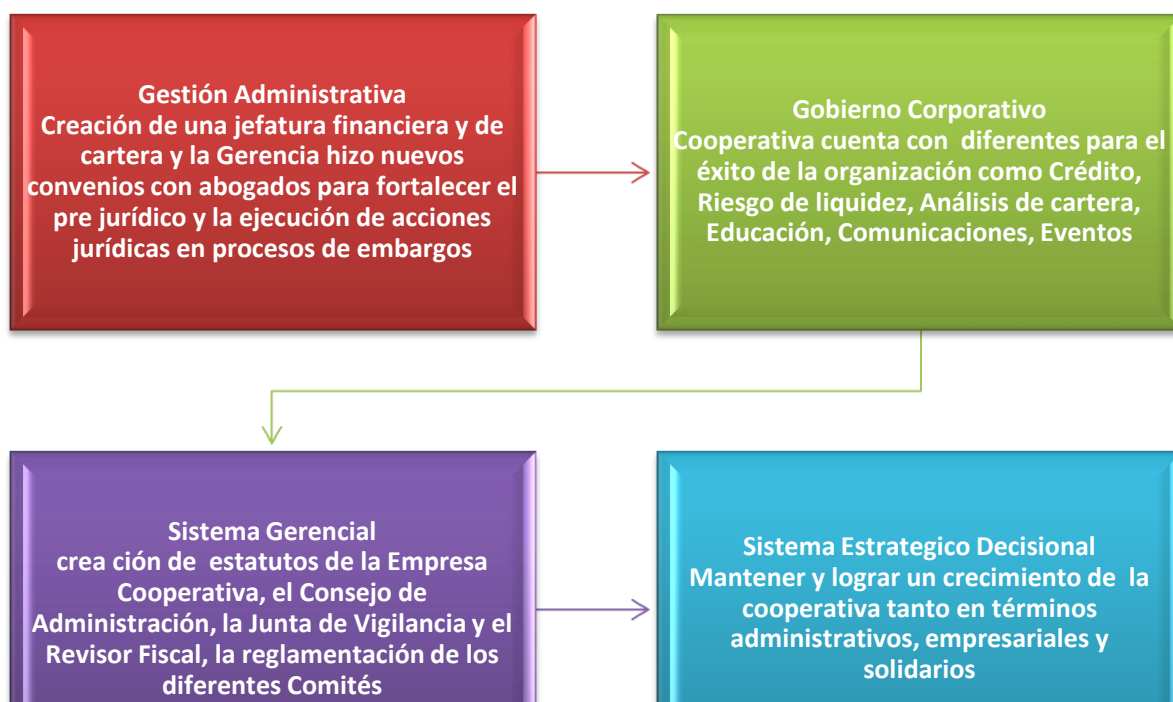 Gestión Administrativa
Creación de una jefatura financiera y de
cartera y la Gerencia hizo nuevos
convenios con abogados para fortalecer el
pre jurídico y la ejecución de acciones
jurídicas en procesos de embargos
Gobierno Corporativo
Cooperativa cuenta con diferentes para el
éxito de la organización como Crédito,
Riesgo de liquidez, Análisis de cartera,
Educación, Comunicaciones, Eventos
Sistema Gerencial
crea ción de estatutos de la Empresa
Cooperativa, el Consejo de
Administración, la Junta de Vigilancia y el
Revisor Fiscal, la reglamentación de los
diferentes Comités
Sistema Estrategico Decisional
Mantener y lograr un crecimiento de la
cooperativa tanto en términos
administrativos, empresariales y
solidarios